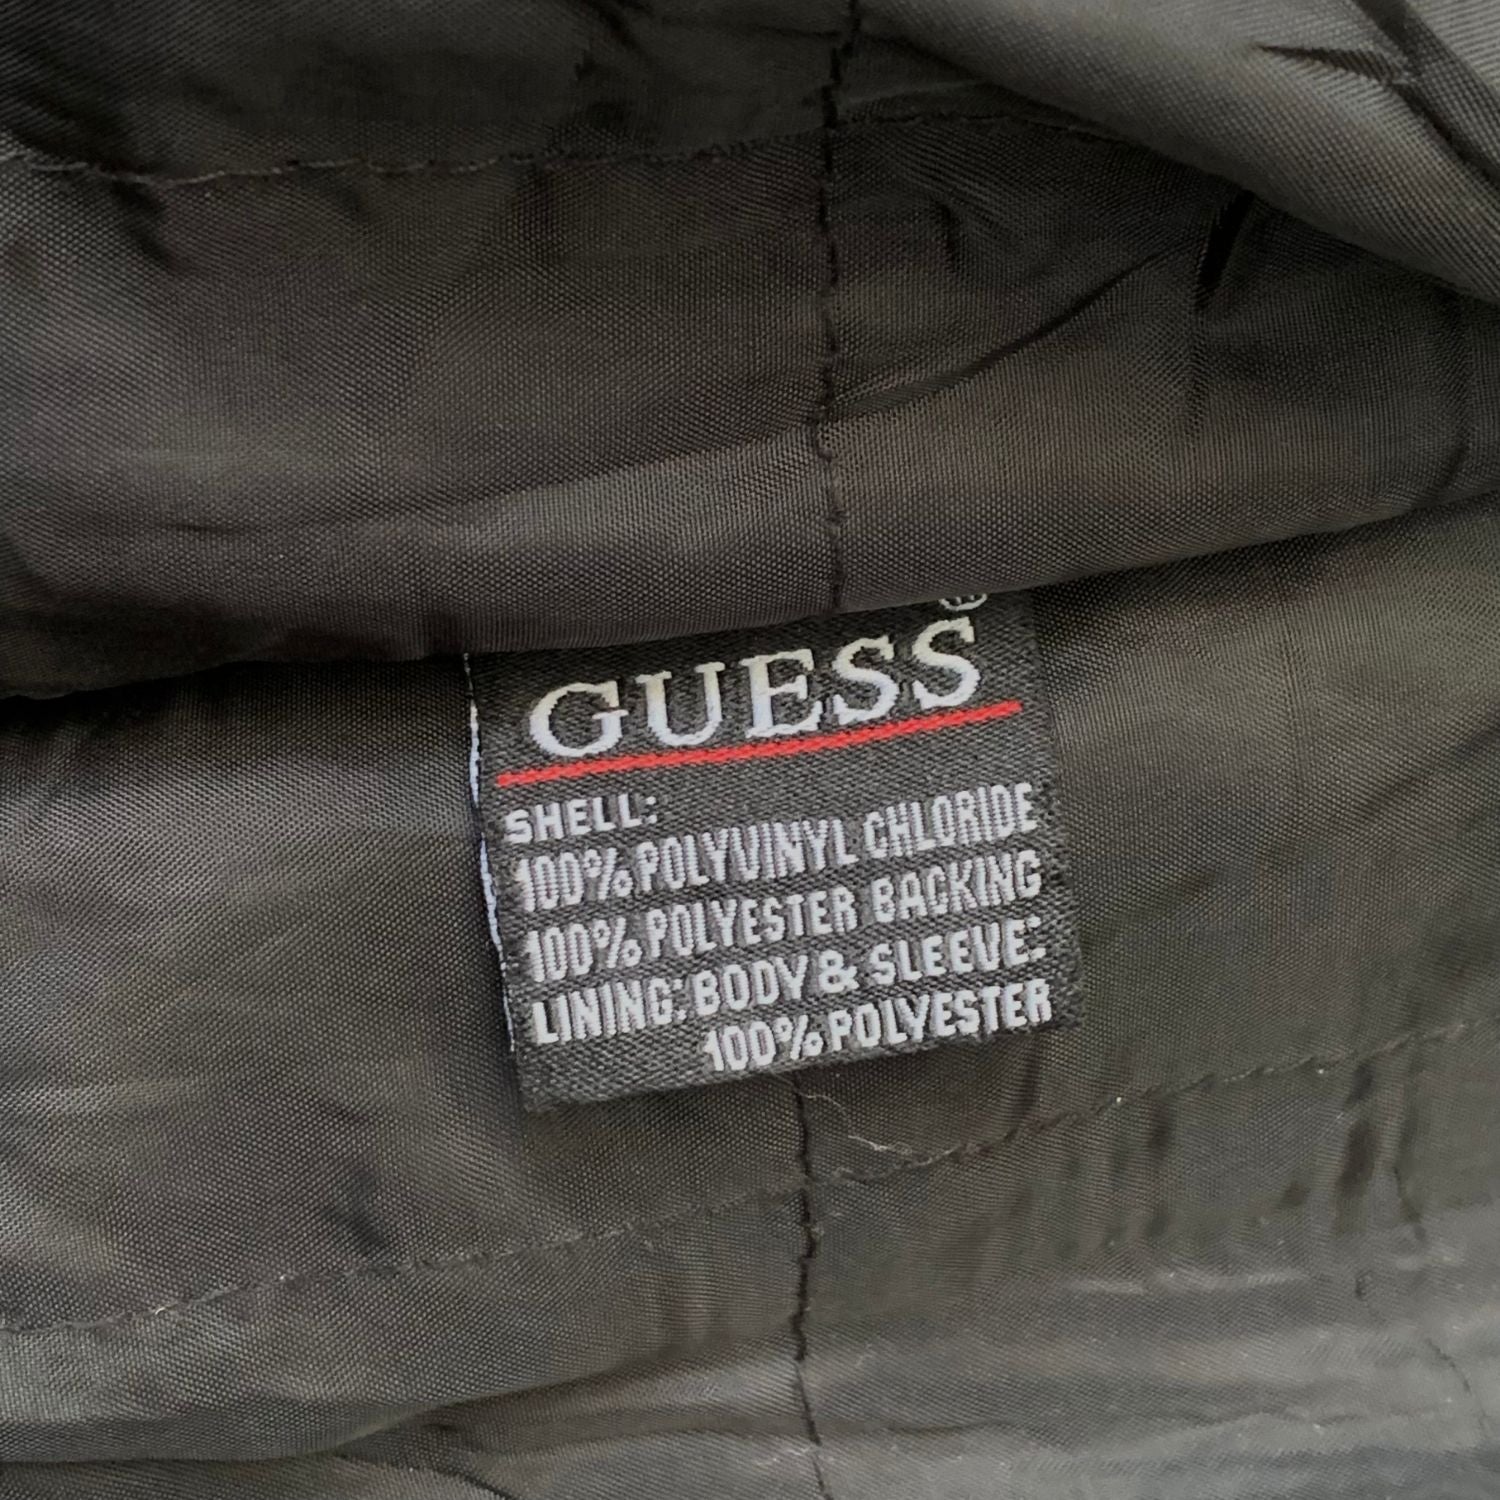 GUESS
SHELL:
100% POLYVINYL CHLORIDE
100% POLYESTER BACKING
LINING: BODY & SLEEVE:
100% POLYESTER